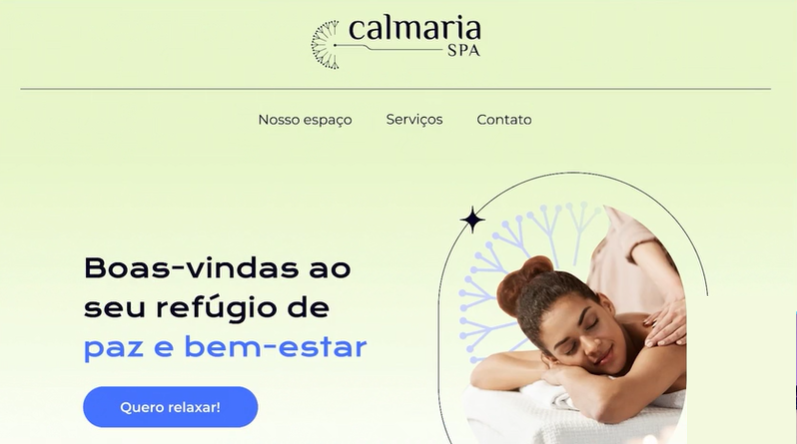 calmaria
SPA
Nosso espaço Serviços Contato
Boas-vindas ao
seu refúgio de
paz e bem-estar
Quero relaxar!